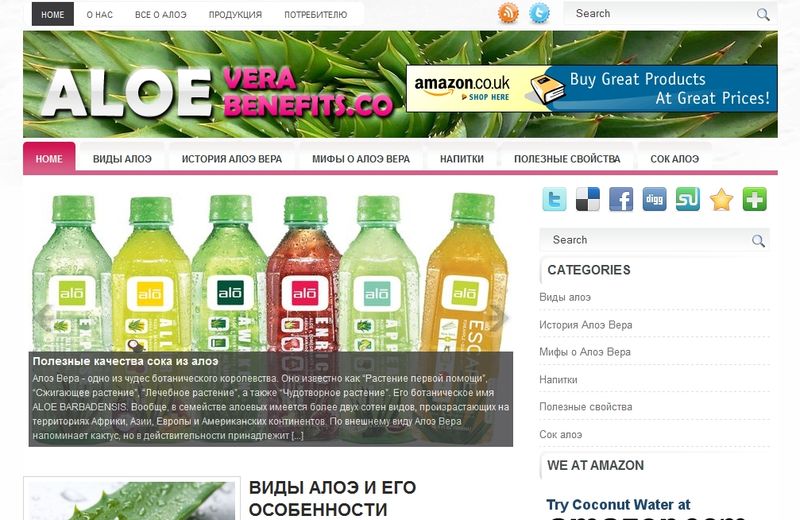 HOME О НАС ВСЕ О АЛОЭ ПРОДУКЦИЯ ПОТРЕБИТЕЛЮ Search
ALOE VERA BENEFITS.CO
amazon.co.uk
SHOP HERE
Buy Great Products
At Great Prices!
HOME ВИДЫ АЛОЭ ИСТОРИЯ АЛОЭ ВЕРА МИФЫ О АЛОЭ ВЕРА НАПИТКИ ПОЛЕЗНЫЕ СВОЙСТВА СОК АЛОЭ
digg
Search
alo alo alo alo alo alo
ENRICH
Полезные качества сока из алоэ
Алоэ Вера - одно из чудес ботанического королевства. Оно известно как “Растение первой помощи”,
“Сжигающее растение”, “Лечебное растение”, а также “Чудотворное растение”. Его ботаническое имя
ALOE BARBADENSIS. Вообще, в семействе алоевых имеется более двух сотен видов, произрастающих на
территориях Африки, Азии, Европы и Американских континентов. По внешнему виду Алоэ Вера
напоминает кактус, но в действительности принадлежит [...]
CATEGORIES
Виды алоэ
История Алоэ Вера
Мифы о Алоэ Вера
Напитки
Полезные свойства
Сок алоэ
WE AT AMAZON
Try Coconut Water at
amazon.com
ВИДЫ АЛОЭ И ЕГО
ОСОБЕННОСТИ